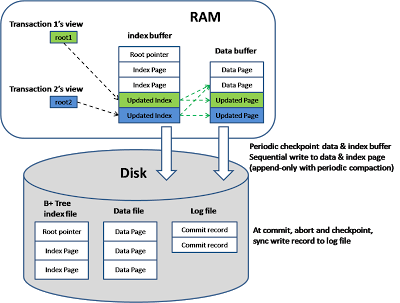 RAM
Transaction 1's view
root1
Transaction 2's view
root2
index buffer
Root pointer
Index Page
Index Page
Updated Index
Updated Index
Data buffer
Data Page
Data Page
Updated Page
Updated Page
Periodic checkpoint data & index buffer
Sequential write to data & index page
(append-only with periodic compaction)
Disk
B+ Tree
index file
Root pointer
Index Page
Index Page
Data file
Data Page
Data Page
Data Page
Log file
Commit record
Commit record
At commit, abort and checkpoint,
sync write record to log file